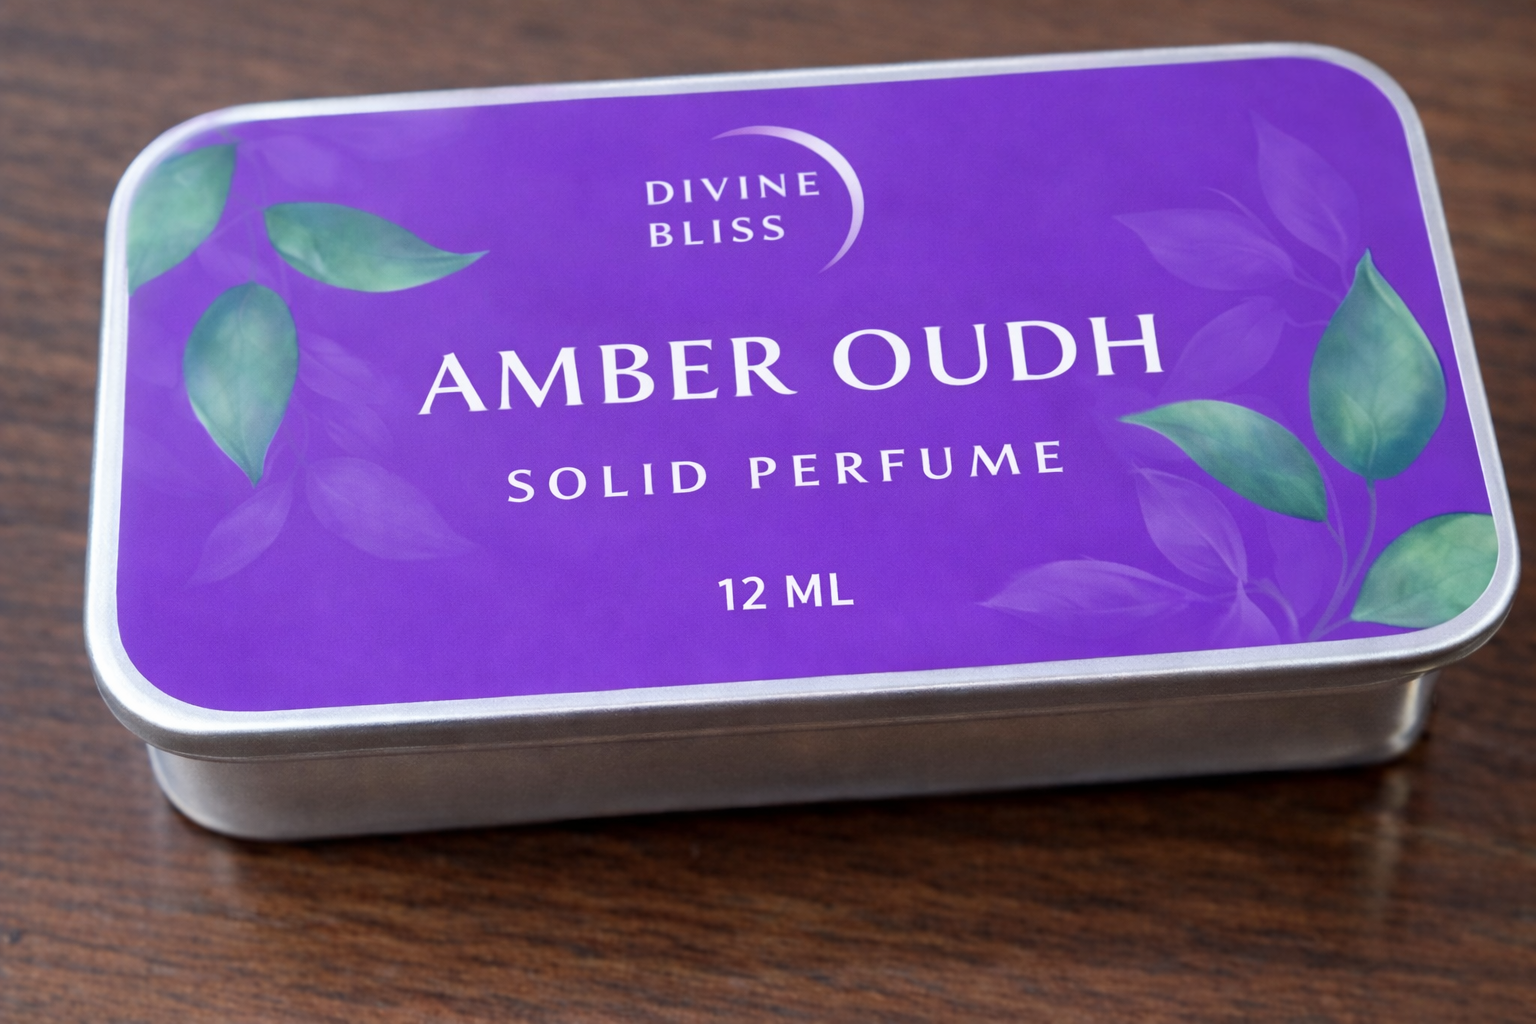 DIVINE
BLISS
AMBER OUDH
SOLID PERFUME
12 ML